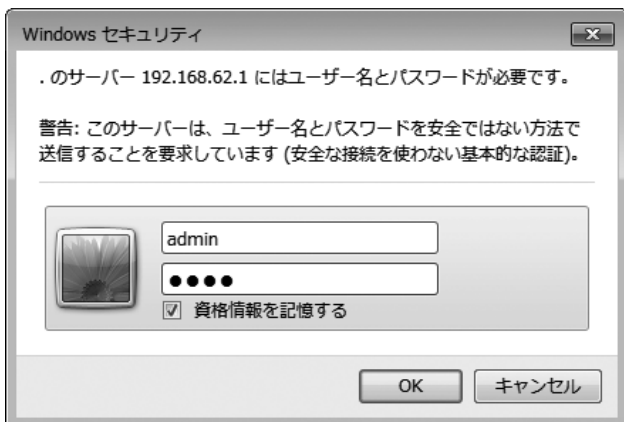 Windows セキュリティ
. のサーバー 192.168.62.1 にはユーザー名とパスワードが必要です。
警告: このサーバーは、ユーザー名とパスワードを安全ではない方法で
送信することを要求しています (安全な接続を使わない基本的な認証)。
admin
●●●●
資格情報を記憶する
OK
キャンセル